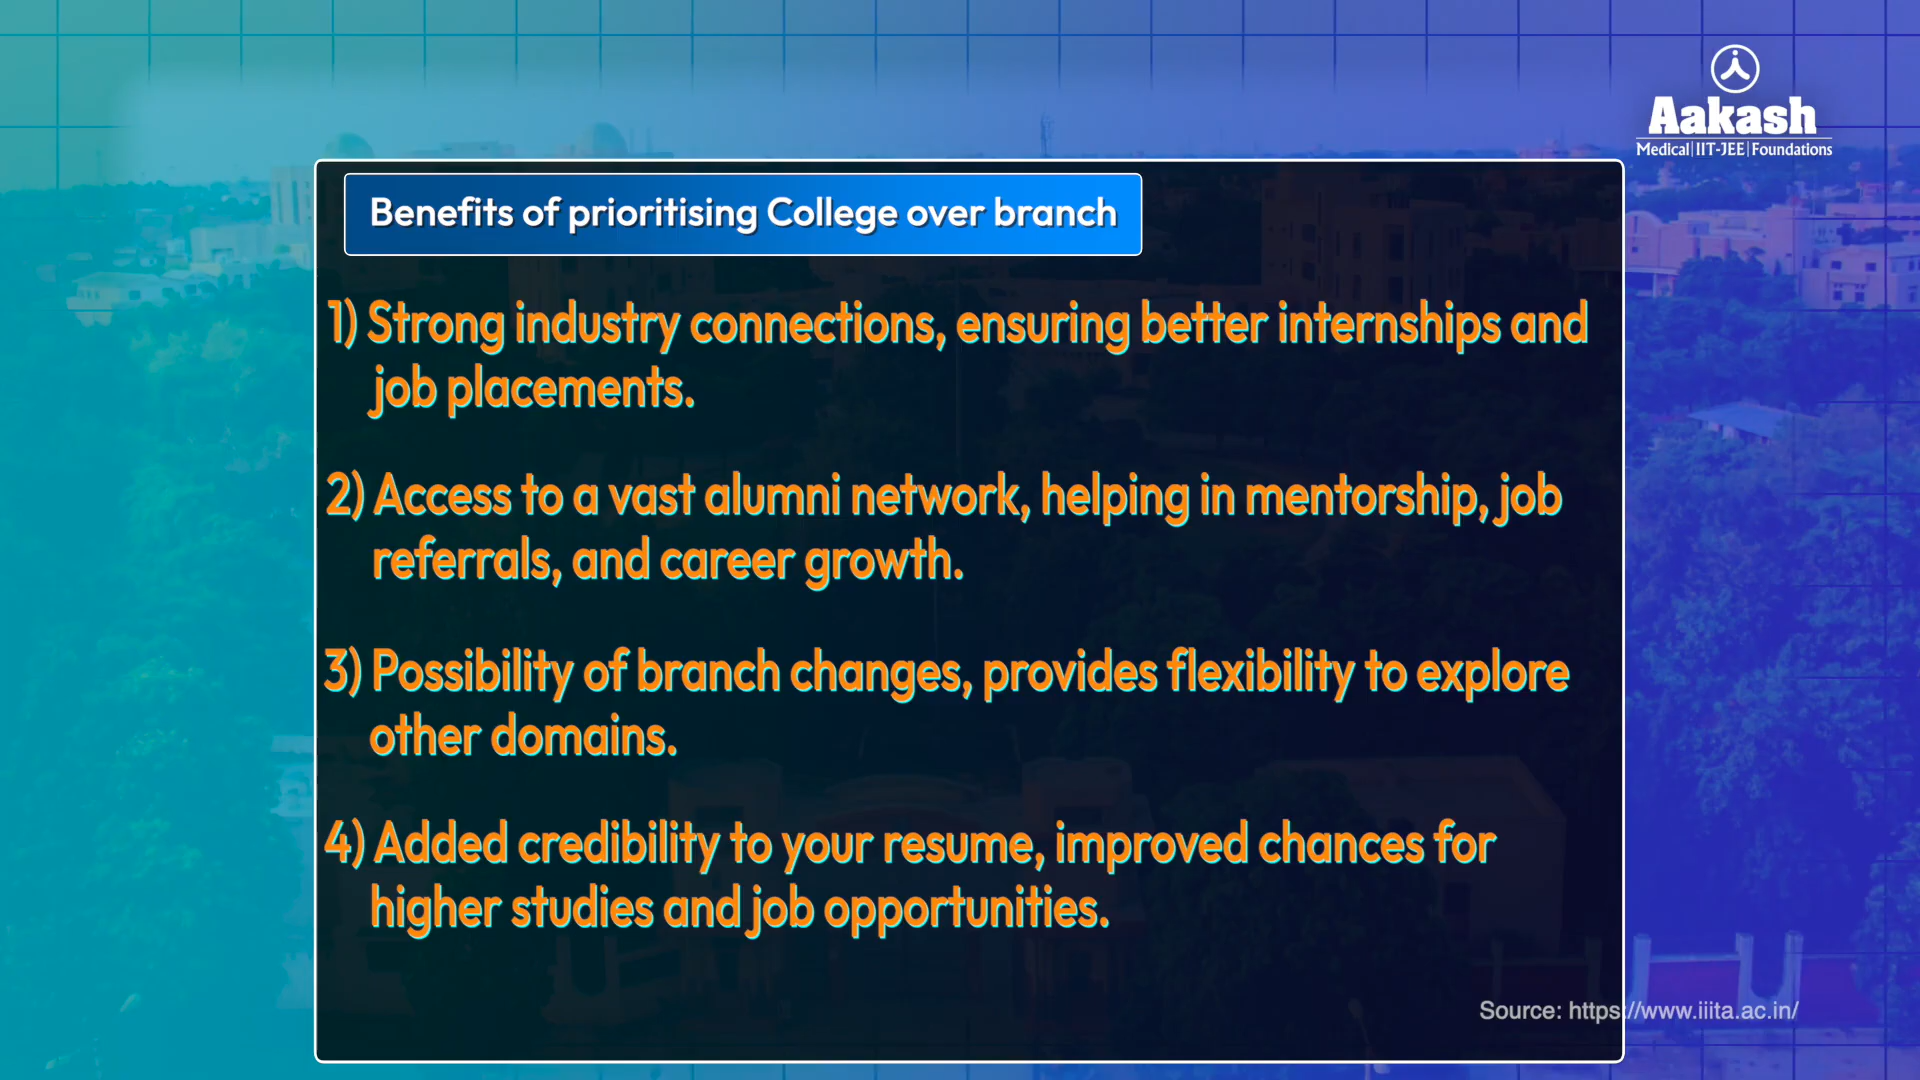 Aakash
Medical|IIT-JEE|Foundations
Benefits of prioritising College over branch
1) Strong industry connections, ensuring better internships and
job placements.
2) Access to a vast alumni network, helping in mentorship, job
referrals, and career growth.
3) Possibility of branch changes, provides flexibility to explore
other domains.
4) Added credibility to your resume, improved chances for
higher studies and job opportunities.
Source: https://www.iiita.ac.in/